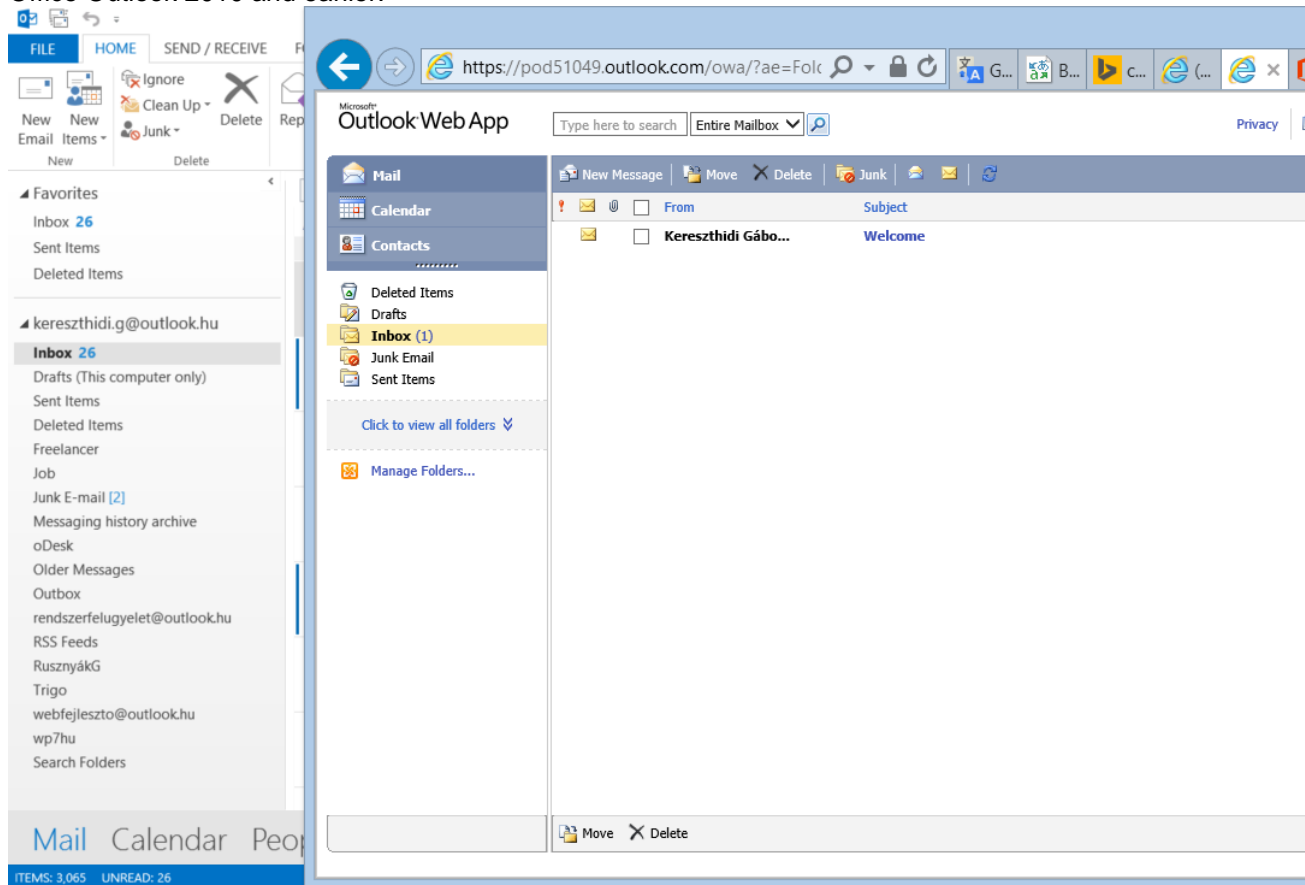 FILE HOME SEND / RECEIVE
Ignore
Clean Up
Junk
New Email
New Items
Delete
New
Delete
Favorites
Inbox 26
Sent Items
Deleted Items
kereszthidi.g@outlook.hu
Inbox 26
Drafts (This computer only)
Sent Items
Deleted Items
Freelancer
Job
Junk E-mail [2]
Messaging history archive
oDesk
Older Messages
Outbox
rendszerfelugyelet@outlook.hu
RSS Feeds
RusznyákG
Trigo
webfejleszto@outlook.hu
wp7hu
Search Folders
Mail Calendar
ITEMS: 3,065 UNREAD: 26
https://pod51049.outlook.com/owa/?ae=Fol
G... B... c... (...
Microsoft
Outlook Web App
Type here to search Entire Mailbox
Privacy
Mail
Calendar
Contacts
Deleted Items
Drafts
Inbox (1)
Junk Email
Sent Items
Click to view all folders
Manage Folders...
New Message Move Delete Junk
From Subject
Kereszthidi Gábo... Welcome
Move Delete